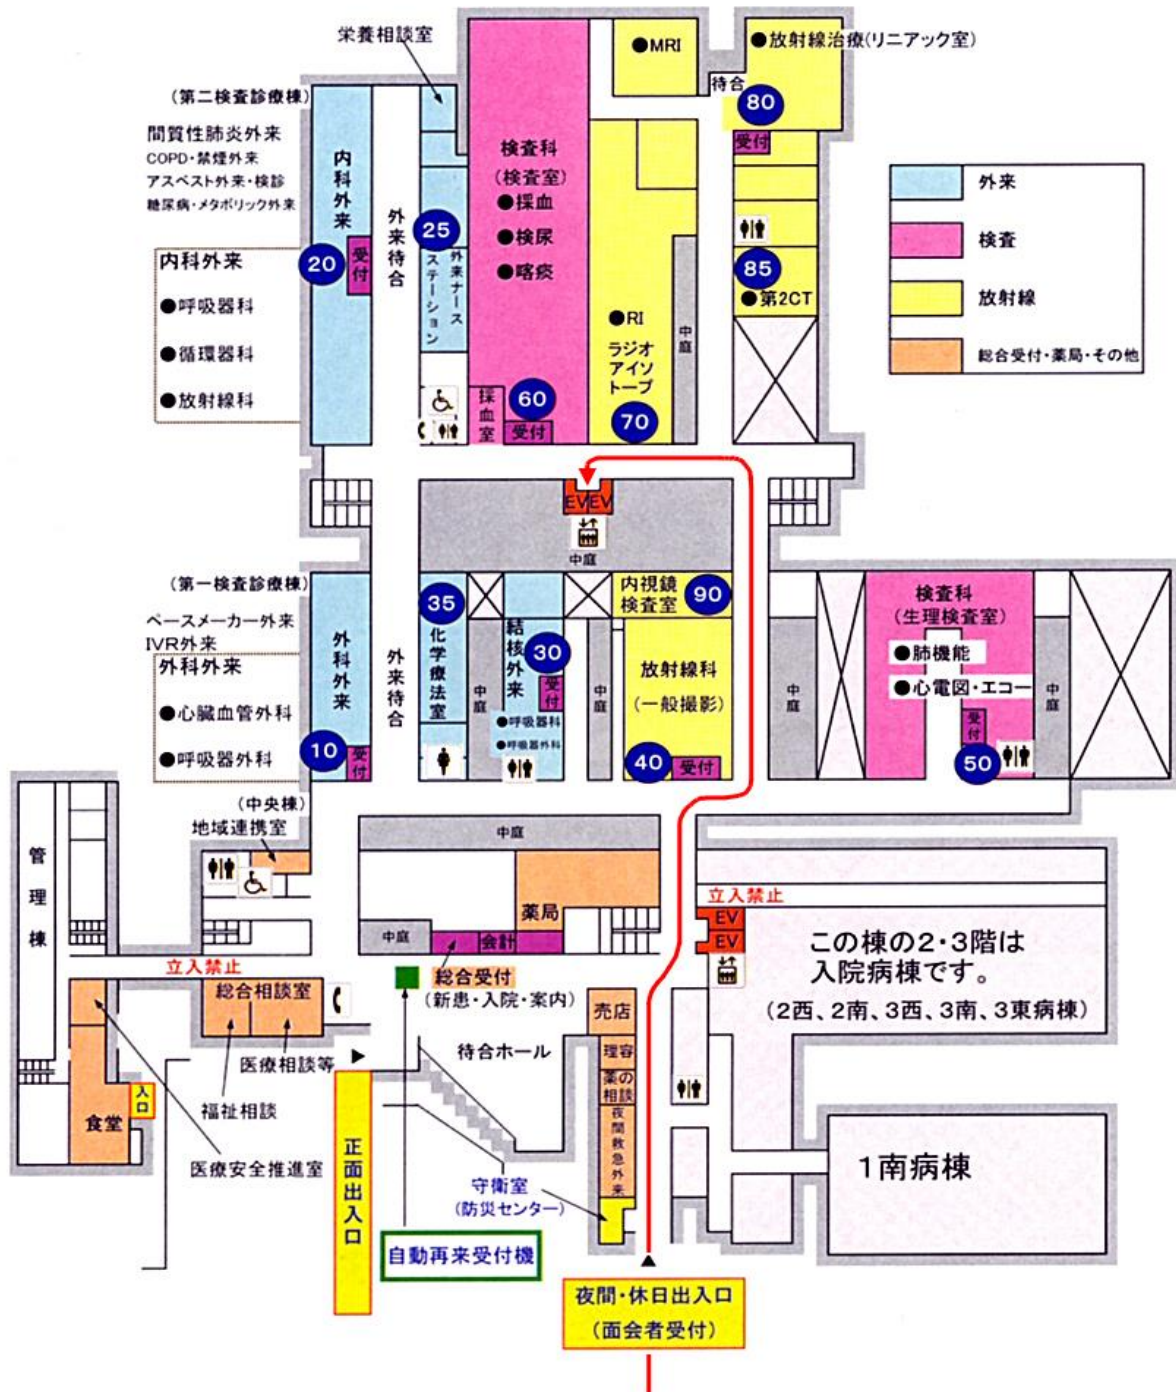 栄養相談室
●MRI
●放射線治療(リニアック室)
待合
80
受付
(第二検査診療棟)
間質性肺炎外来
COPD・禁煙外来
アスベスト外来・検診
糖尿病・メタボリック外来
内科外来
20
受付
外来待合
25
外来ナース
ステーション
検査科
(検査室)
●採血
●検尿
●喀痰
85
●第2CT
外来
検査
放射線
総合受付・薬局・その他
内科外来
●呼吸器科
●循環器科
●放射線科
●RI
ラジオ
アイソ
トープ
70
中庭
採血室
60
受付
EV
EV
中庭
(第一検査診療棟)
ペースメーカー外来
IVR外来
外科外来
●心臓血管外科
●呼吸器外科
外科外来
10
受付
外来待合
35
化学療法室
中庭
結核外来
30
受付
●呼吸器科
●呼吸器外科
中庭
内視鏡
検査室
90
放射線科
(一般撮影)
40
受付
中庭
検査科
(生理検査室)
●肺機能
●心電図・エコー
受付
50
中庭
管理棟
(中央棟)
地域連携室
中庭
薬局
中庭
会計
立入禁止
EV
EV
この棟の2・3階は
入院病棟です。
(2西、2南、3西、3南、3東病棟)
立入禁止
総合相談室
総合受付
(新患・入院・案内)
売店
待合ホール
理容
薬の
相談
夜間救急外来
医療相談等
福祉相談
医療安全推進室
食堂
入口
正面出入口
守衛室
(防災センター)
自動再来受付機
1南病棟
夜間・休日出入口
(面会者受付)